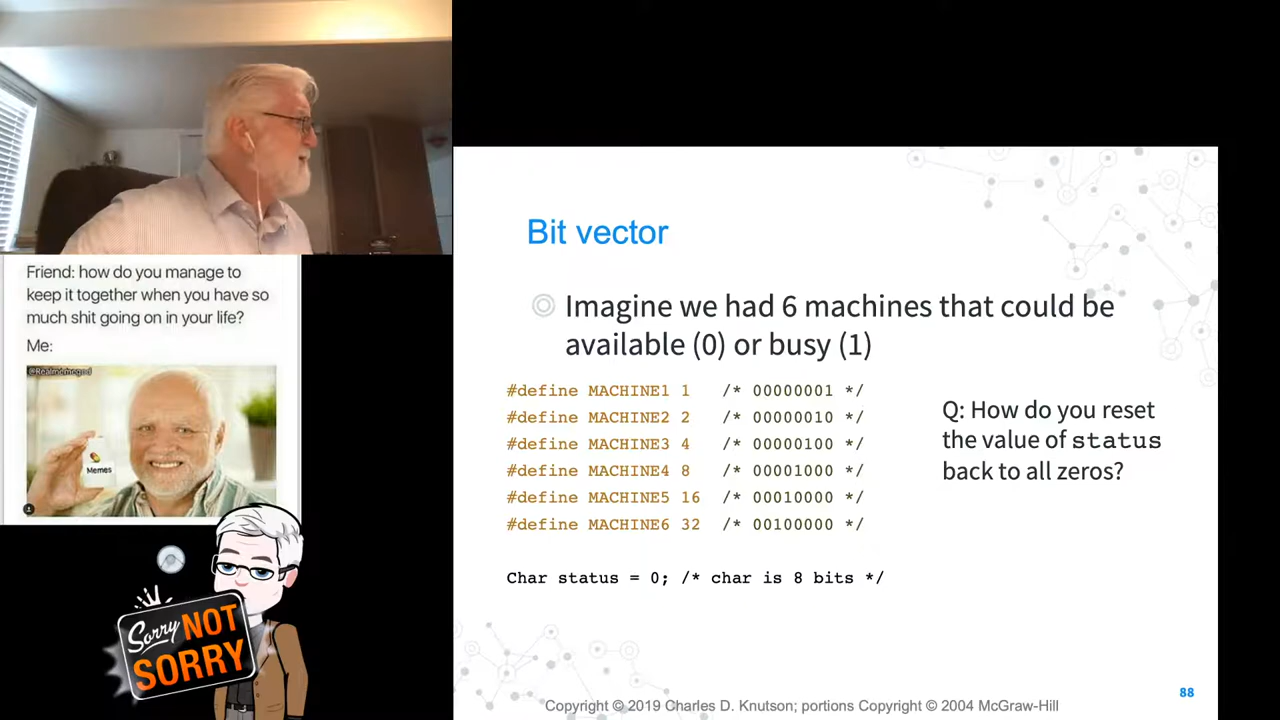 Friend: how do you manage to
keep it together when you have so
much shit going on in your life?
Me:
Memes
Sorry NOT
SORRY
Bit vector
Imagine we had 6 machines that could be
available (0) or busy (1)
#define MACHINE1 1 /* 00000001 */
#define MACHINE2 2 /* 00000010 */
#define MACHINE3 4 /* 00000100 */
#define MACHINE4 8 /* 00001000 */
#define MACHINE5 16 /* 00010000 */
#define MACHINE6 32 /* 00100000 */
Char status = 0; /* char is 8 bits */
Q: How do you reset
the value of status
back to all zeros?
88
Copyright © 2019 Charles D. Knutson; portions Copyright © 2004 McGraw-Hill